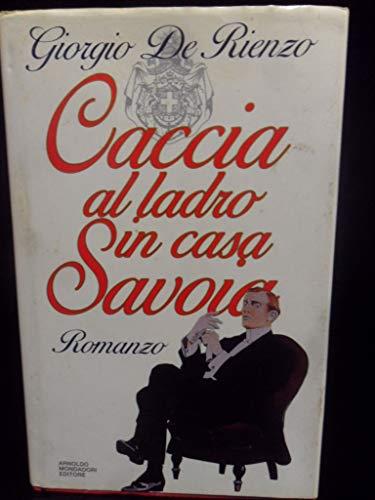 Giorgio De Rienzo
Caccia
al ladro
in casa
Savoia
Romanzo
ARNOLDO
MONDADORI
EDITORE